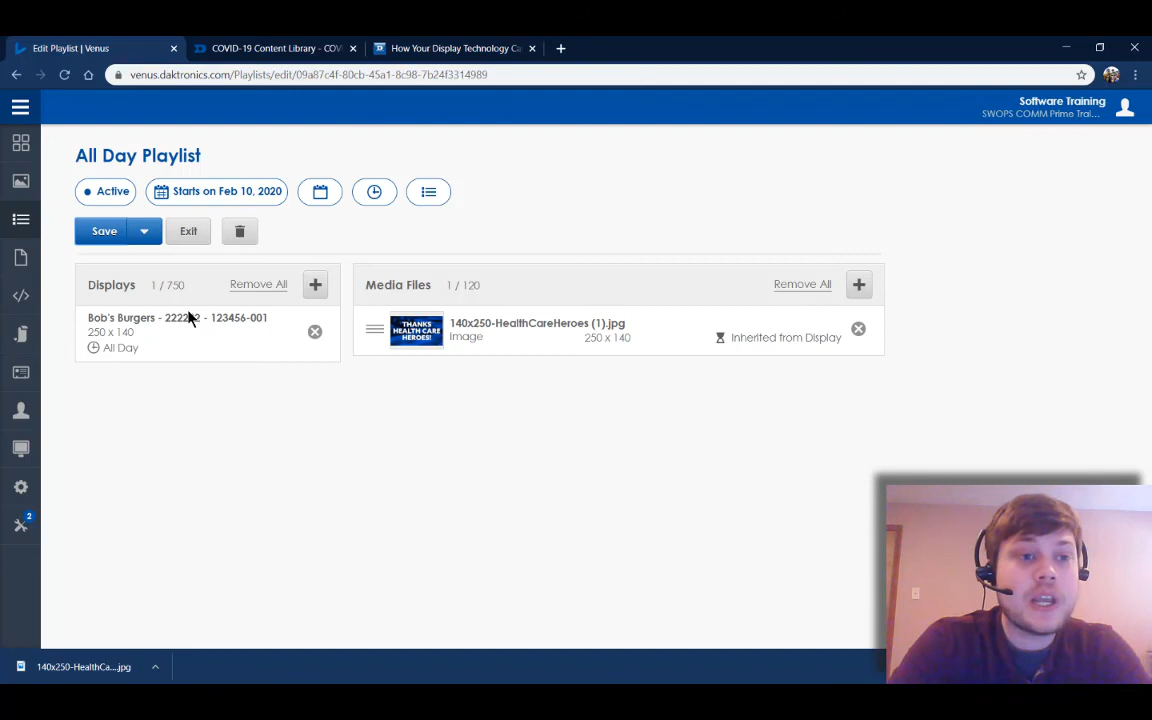 Edit Playlist | Venus
COVID-19 Content Library - COV
How Your Display Technology Ca
venus.daktronics.com/Playlists/edit/09a87c4f-80cb-45a1-8c98-7b24f3314989
Software Training
SWOPS COMM Prime Trai...
All Day Playlist
Active
Starts on Feb 10, 2020
Save
Exit
Displays 1 / 750 Remove All
Media Files 1 / 120 Remove All
Bob's Burgers - 222222 - 123456-001
250 x 140
All Day
THANKS
HEALTH CARE
HEROES!
140x250-HealthCareHeroes (1).jpg
Image 250 x 140
Inherited from Display
2
140x250-HealthCa....jpg